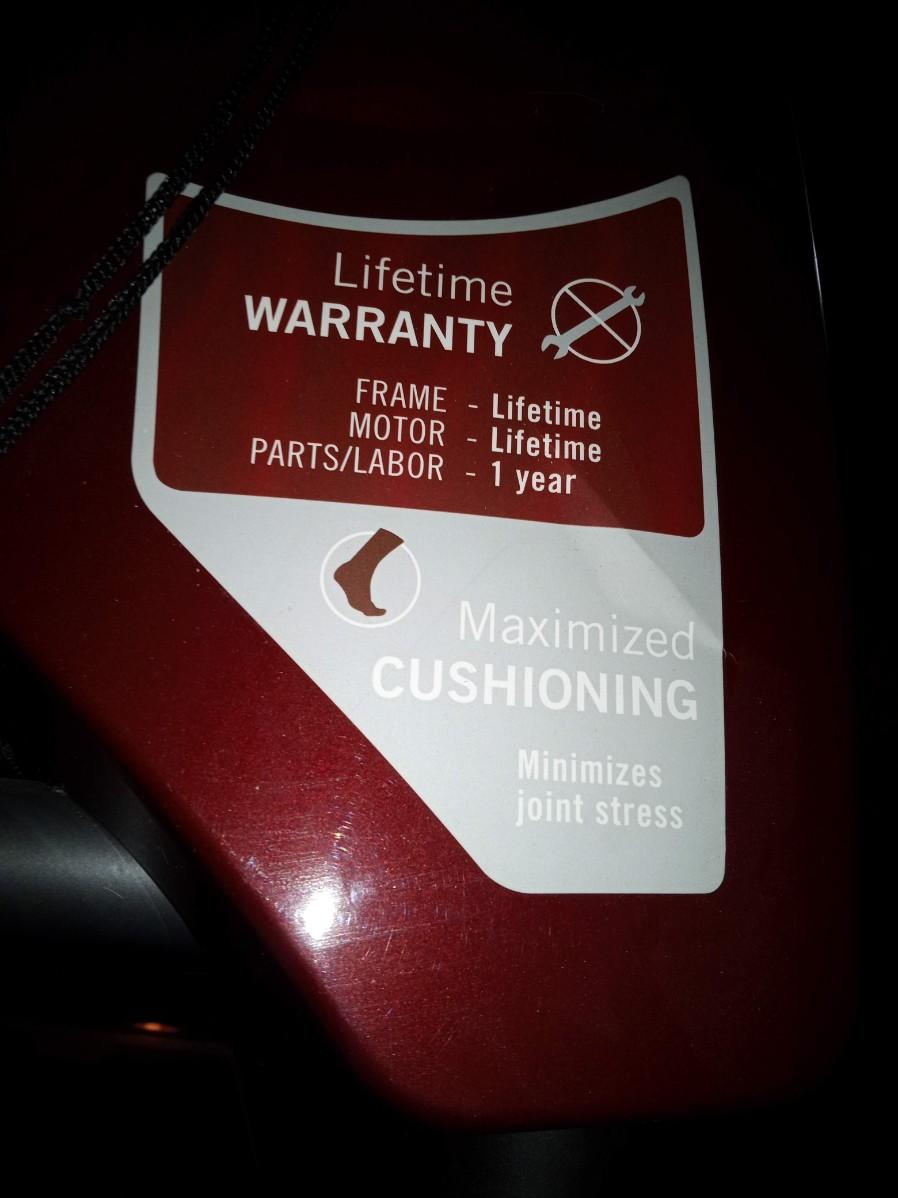 Lifetime
WARRANTY
FRAME - Lifetime
MOTOR - Lifetime
PARTS/LABOR - 1 year
Maximized
CUSHIONING
Minimizes
joint stress